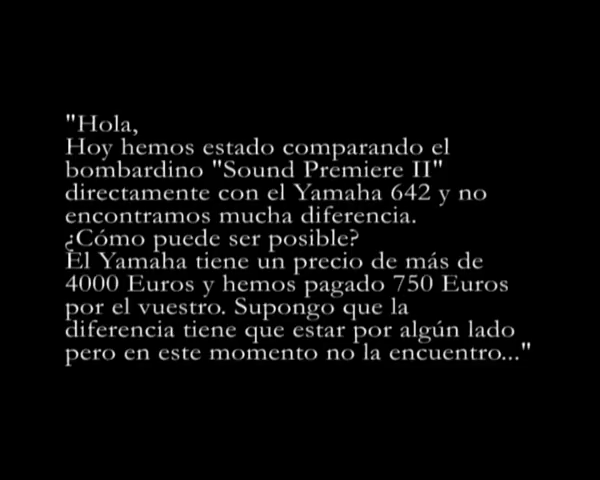 "Hola,
Hoy hemos estado comparando el
bombardino "Sound Premiere II"
directamente con el Yamaha 642 y no
encontramos mucha diferencia.
¿Cómo puede ser posible?
El Yamaha tiene un precio de más de
4000 Euros y hemos pagado 750 Euros
por el vuestro. Supongo que la
diferencia tiene que estar por algún lado
pero en este momento no la encuentro..."